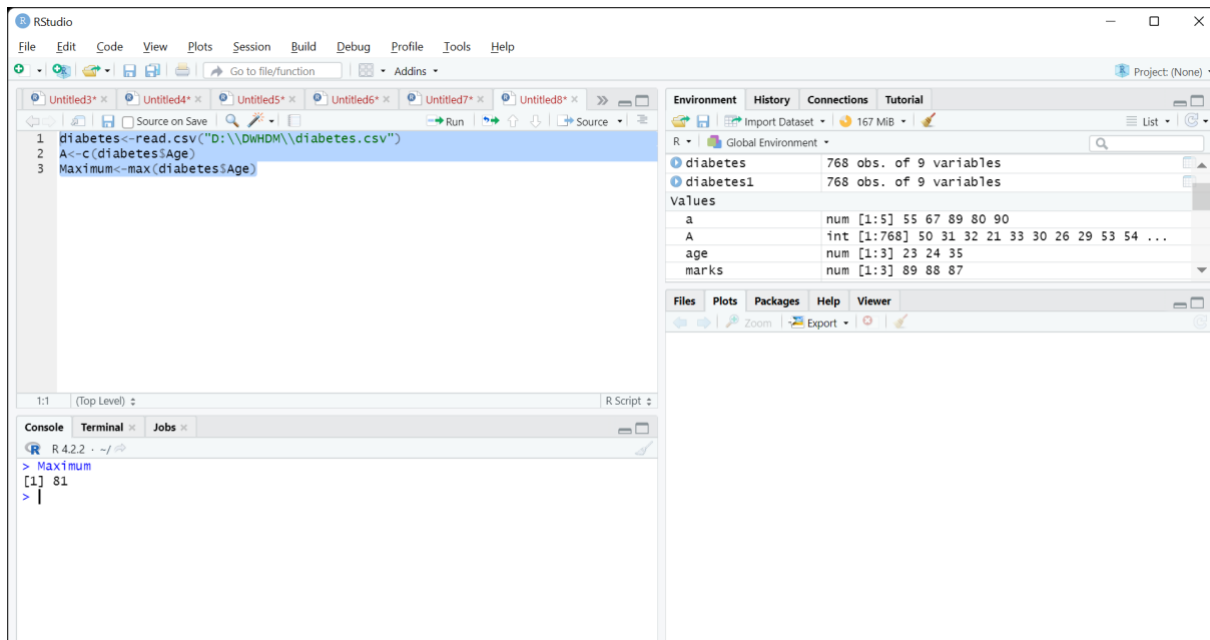 RStudio
File Edit Code View Plots Session Build Debug Profile Tools Help
Go to file/function Addins Project: (None)
Untitled3* Untitled4* Untitled5* Untitled6* Untitled7* Untitled8*
Source on Save Run Source
1 diabetes<-read.csv("D:\\DWHDM\\diabetes.csv")
2 A<-c(diabetes$Age)
3 Maximum<-max(diabetes$Age)
1:1 (Top Level) R Script
Console Terminal Jobs
R 4.2.2 · ~/
> Maximum
[1] 81
>
Environment History Connections Tutorial
Import Dataset 167 MiB List
R Global Environment
diabetes 768 obs. of 9 variables
diabetes1 768 obs. of 9 variables
Values
a num [1:5] 55 67 89 80 90
A int [1:768] 50 31 32 21 33 30 26 29 53 54 ...
age num [1:3] 23 24 35
marks num [1:3] 89 88 87
Files Plots Packages Help Viewer
Zoom Export